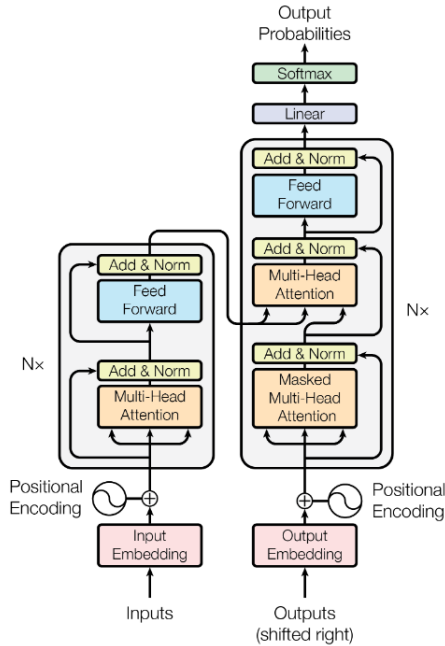 Output
Probabilities
Softmax
Linear
Add & Norm
Feed
Forward
Add & Norm
Multi-Head
Attention
Nx
Add & Norm
Masked
Multi-Head
Attention
Add & Norm
Feed
Forward
Nx
Add & Norm
Multi-Head
Attention
Positional
Encoding
Positional
Encoding
Input
Embedding
Output
Embedding
Inputs
Outputs
(shifted right)